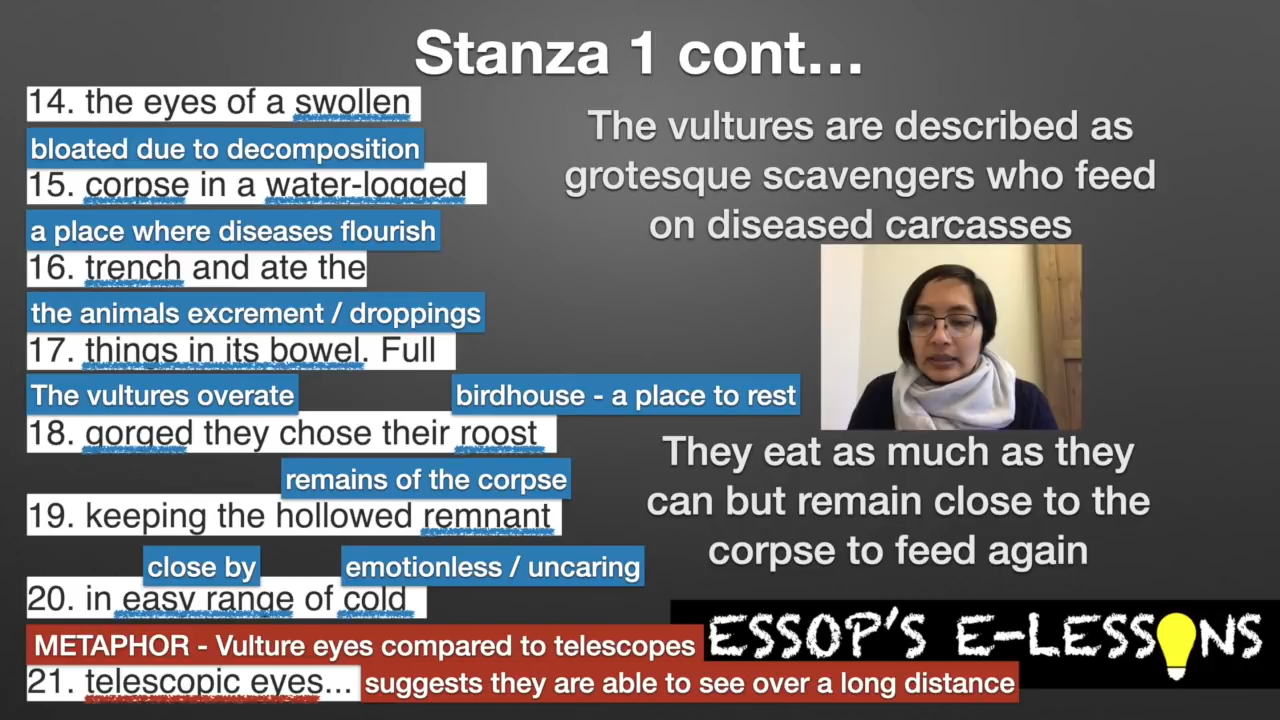 Stanza 1 cont...
14. the eyes of a swollen
bloated due to decomposition
15. corpse in a water-logged
a place where diseases flourish
16. trench and ate the
the animals excrement / droppings
17. things in its bowel. Full
The vultures overate
birdhouse - a place to rest
18. gorged they chose their roost
remains of the corpse
19. keeping the hollowed remnant
close by
emotionless / uncaring
20. in easy range of cold
METAPHOR - Vulture eyes compared to telescopes
21. telescopic eyes...
suggests they are able to see over a long distance
The vultures are described as
grotesque scavengers who feed
on diseased carcasses
They eat as much as they
can but remain close to the
corpse to feed again
ESSOP'S E-LESSONS